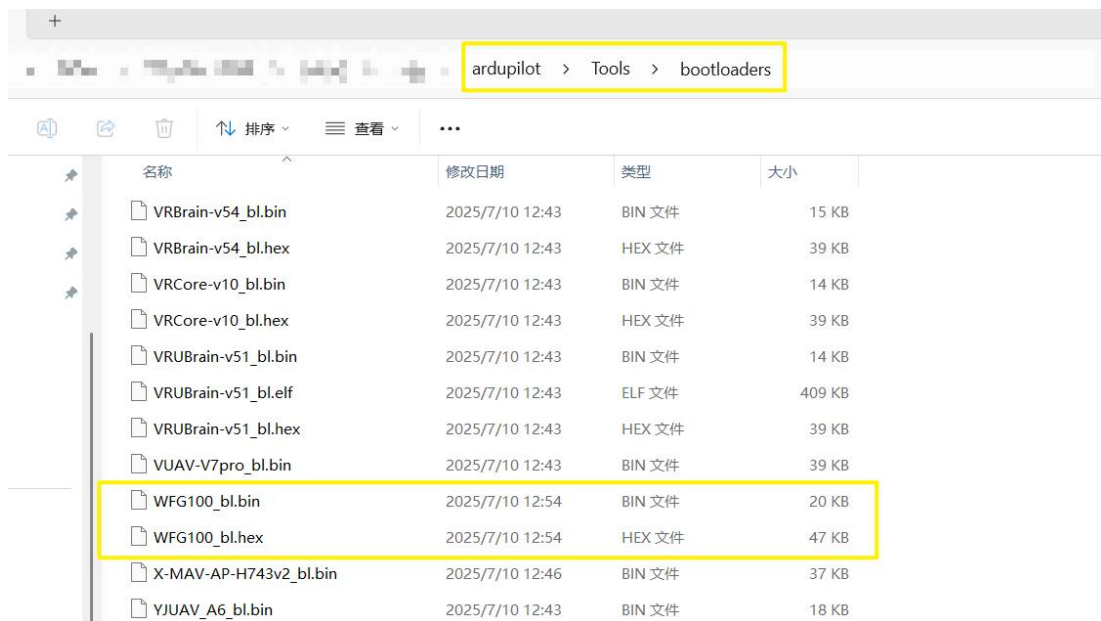 ardupilot > Tools > bootloaders
排序 查看
名称 修改日期 类型 大小
VRBrain-v54_bl.bin 2025/7/10 12:43 BIN 文件 15 KB
VRBrain-v54_bl.hex 2025/7/10 12:43 HEX 文件 39 KB
VRCore-v10_bl.bin 2025/7/10 12:43 BIN 文件 14 KB
VRCore-v10_bl.hex 2025/7/10 12:43 HEX 文件 39 KB
VRUBrain-v51_bl.bin 2025/7/10 12:43 BIN 文件 14 KB
VRUBrain-v51_bl.elf 2025/7/10 12:43 ELF 文件 409 KB
VRUBrain-v51_bl.hex 2025/7/10 12:43 HEX 文件 39 KB
VUAV-V7pro_bl.bin 2025/7/10 12:43 BIN 文件 39 KB
WFG100_bl.bin 2025/7/10 12:54 BIN 文件 20 KB
WFG100_bl.hex 2025/7/10 12:54 HEX 文件 47 KB
X-MAV-AP-H743v2_bl.bin 2025/7/10 12:46 BIN 文件 37 KB
YJUAV_A6_bl.bin 2025/7/10 12:43 BIN 文件 18 KB